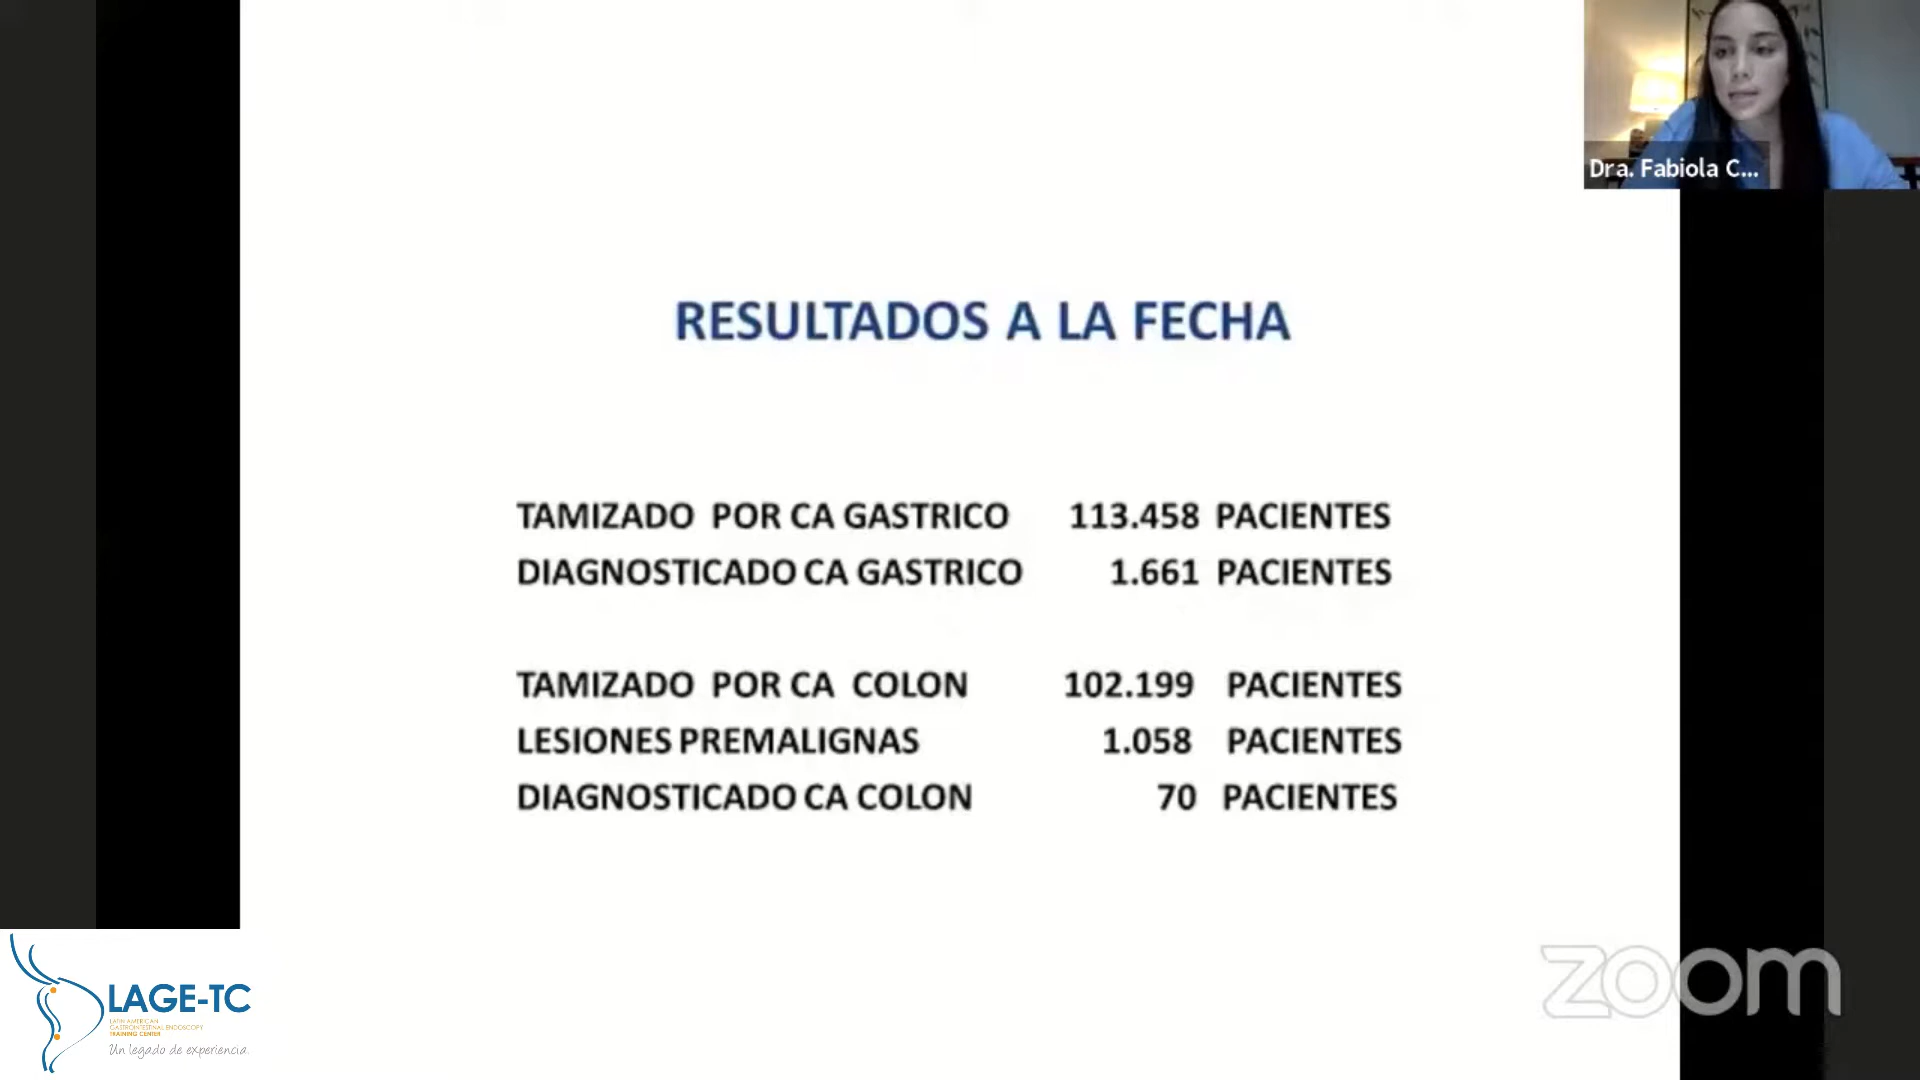 Dra. Fabiola C...
RESULTADOS A LA FECHA
TAMIZADO POR CA GASTRICO 113.458 PACIENTES
DIAGNOSTICADO CA GASTRICO 1.661 PACIENTES
TAMIZADO POR CA COLON 102.199 PACIENTES
LESIONES PREMALIGNAS 1.058 PACIENTES
DIAGNOSTICADO CA COLON 70 PACIENTES
LAGE-TC
LATIN AMERICAN
GASTROINTESTINAL ENDOSCOPY
TRAINING CENTER
Un legado de experiencia.
zoom